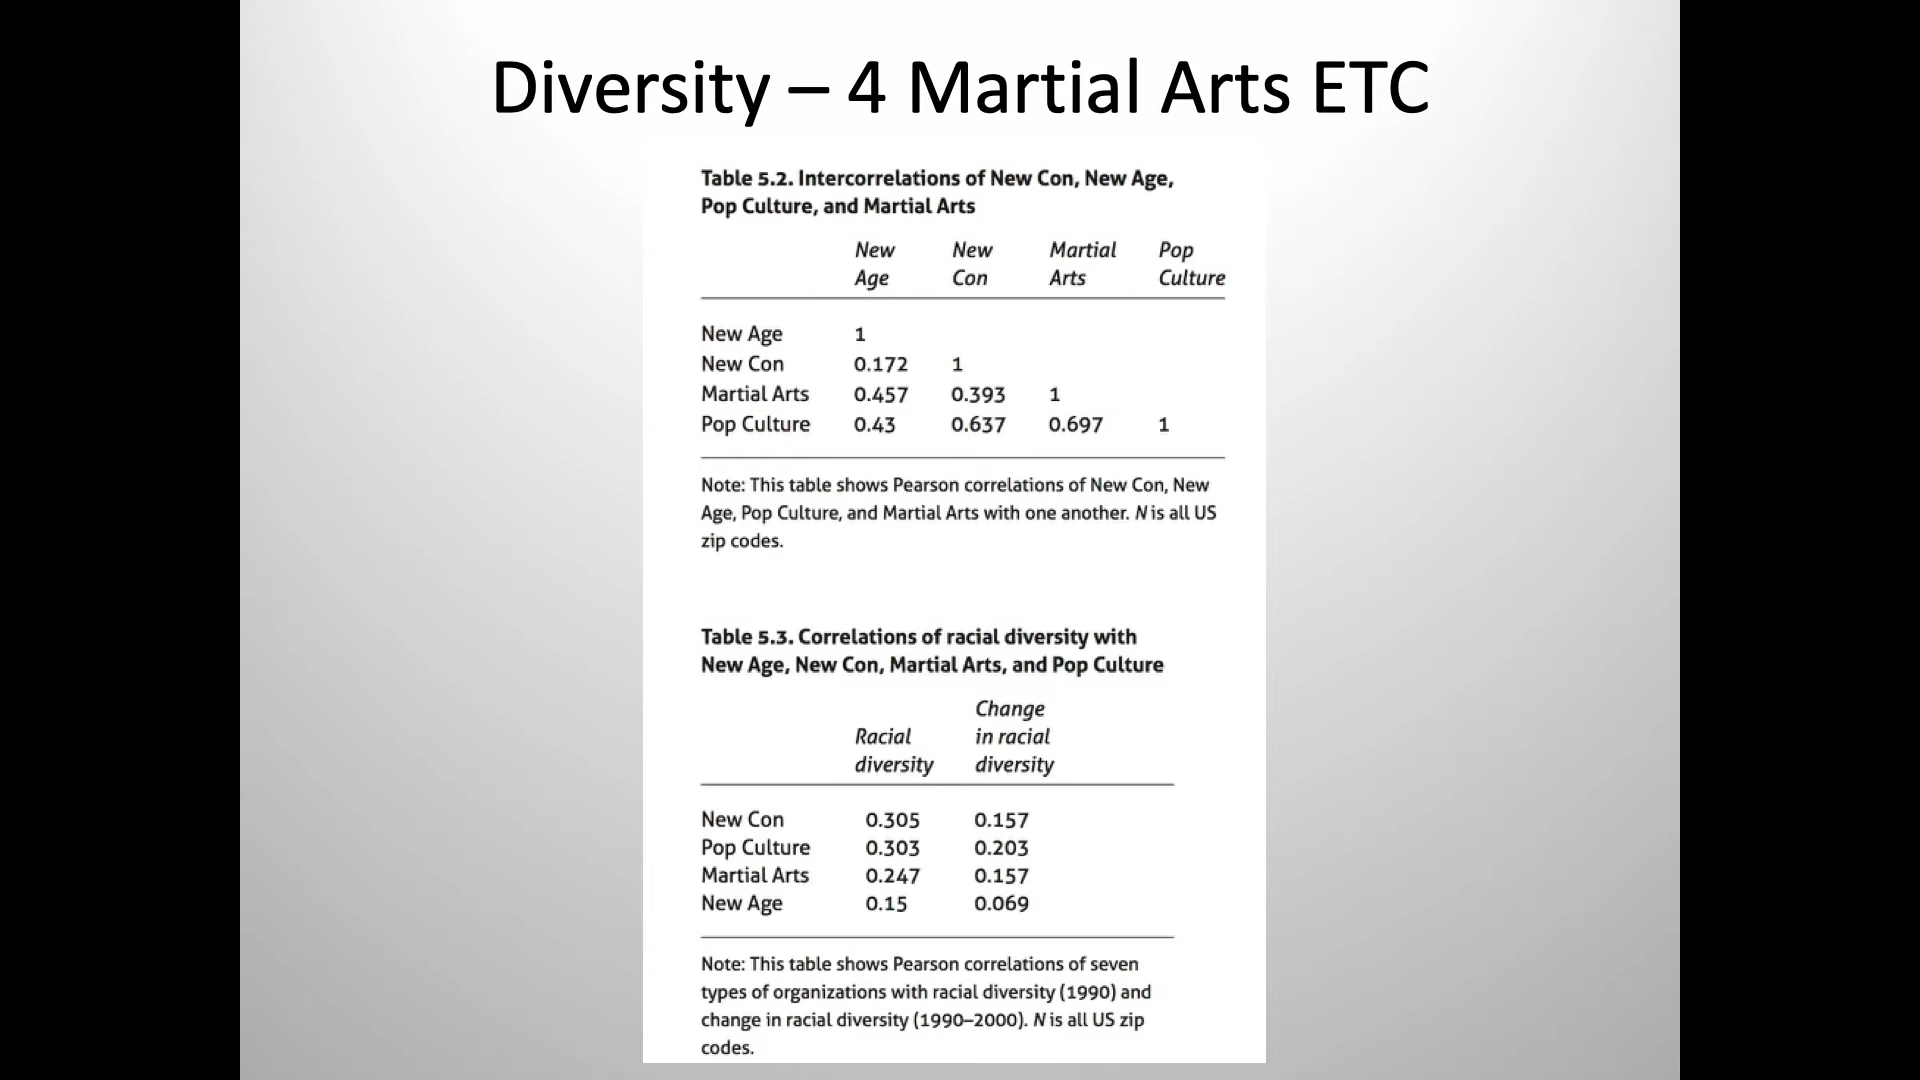 Diversity – 4 Martial Arts ETC
Table 5.2. Intercorrelations of New Con, New Age,
Pop Culture, and Martial Arts
New Age New Con Martial Arts Pop Culture
New Age 1
New Con 0.172 1
Martial Arts 0.457 0.393 1
Pop Culture 0.43 0.637 0.697 1
Note: This table shows Pearson correlations of New Con, New
Age, Pop Culture, and Martial Arts with one another. N is all US
zip codes.
Table 5.3. Correlations of racial diversity with
New Age, New Con, Martial Arts, and Pop Culture
Racial diversity Change in racial diversity
New Con 0.305 0.157
Pop Culture 0.303 0.203
Martial Arts 0.247 0.157
New Age 0.15 0.069
Note: This table shows Pearson correlations of seven
types of organizations with racial diversity (1990) and
change in racial diversity (1990–2000). N is all US zip
codes.